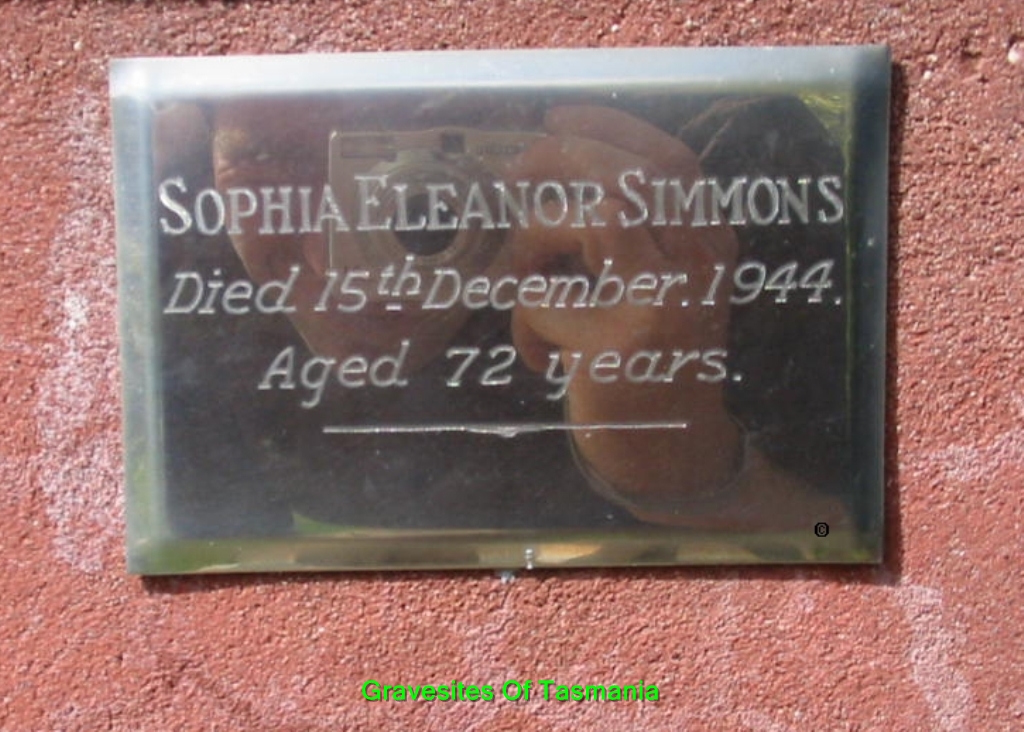 SOPHIA ELEANOR SIMMONS
Died 15th December. 1944.
Aged 72 years.
©
Gravesites Of Tasmania